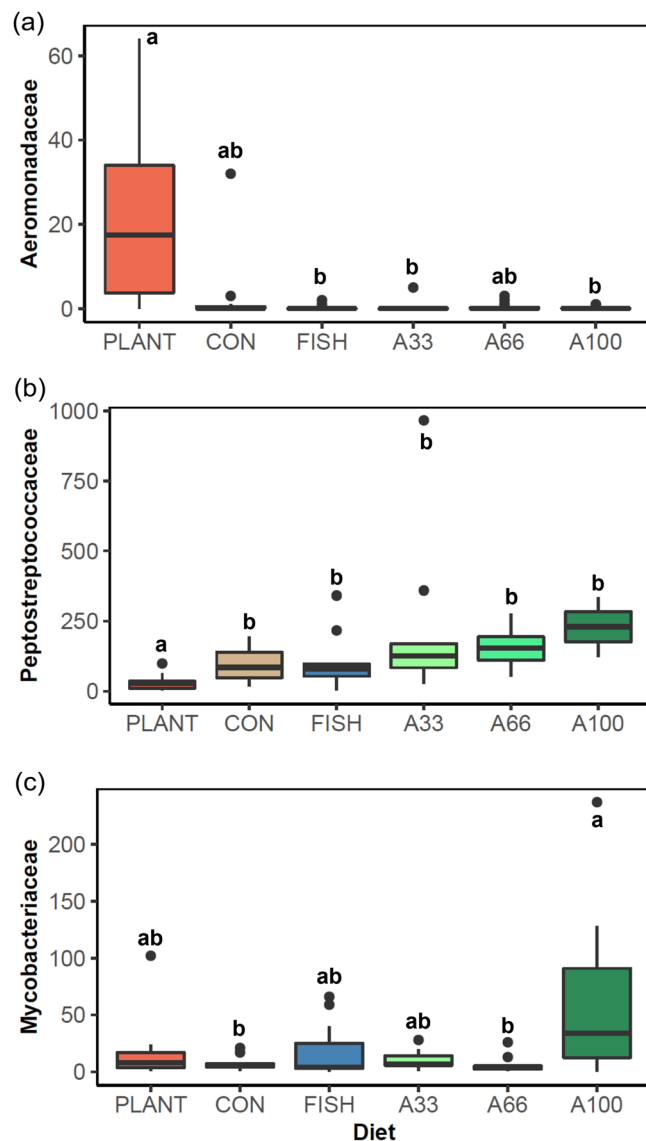 (a)
Aeromonadaceae
60
40
20
0
a
ab
b
b
ab
b
PLANT CON FISH A33 A66 A100
(b)
Peptostreptococcaceae
1000
750
500
250
0
a
b
b
b
b
b
PLANT CON FISH A33 A66 A100
(c)
Mycobacteriaceae
200
150
100
50
0
ab
b
ab
ab
b
a
PLANT CON FISH A33 A66 A100
Diet